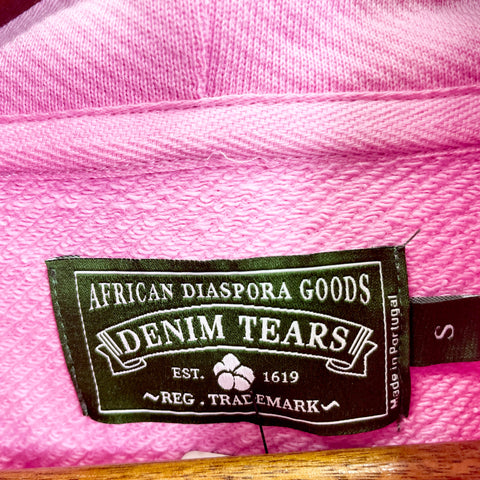 AFRICAN DIASPORA GOODS
DENIM TEARS
EST. 1619
~REG. TRADEMARK~
Made in Portugal
S